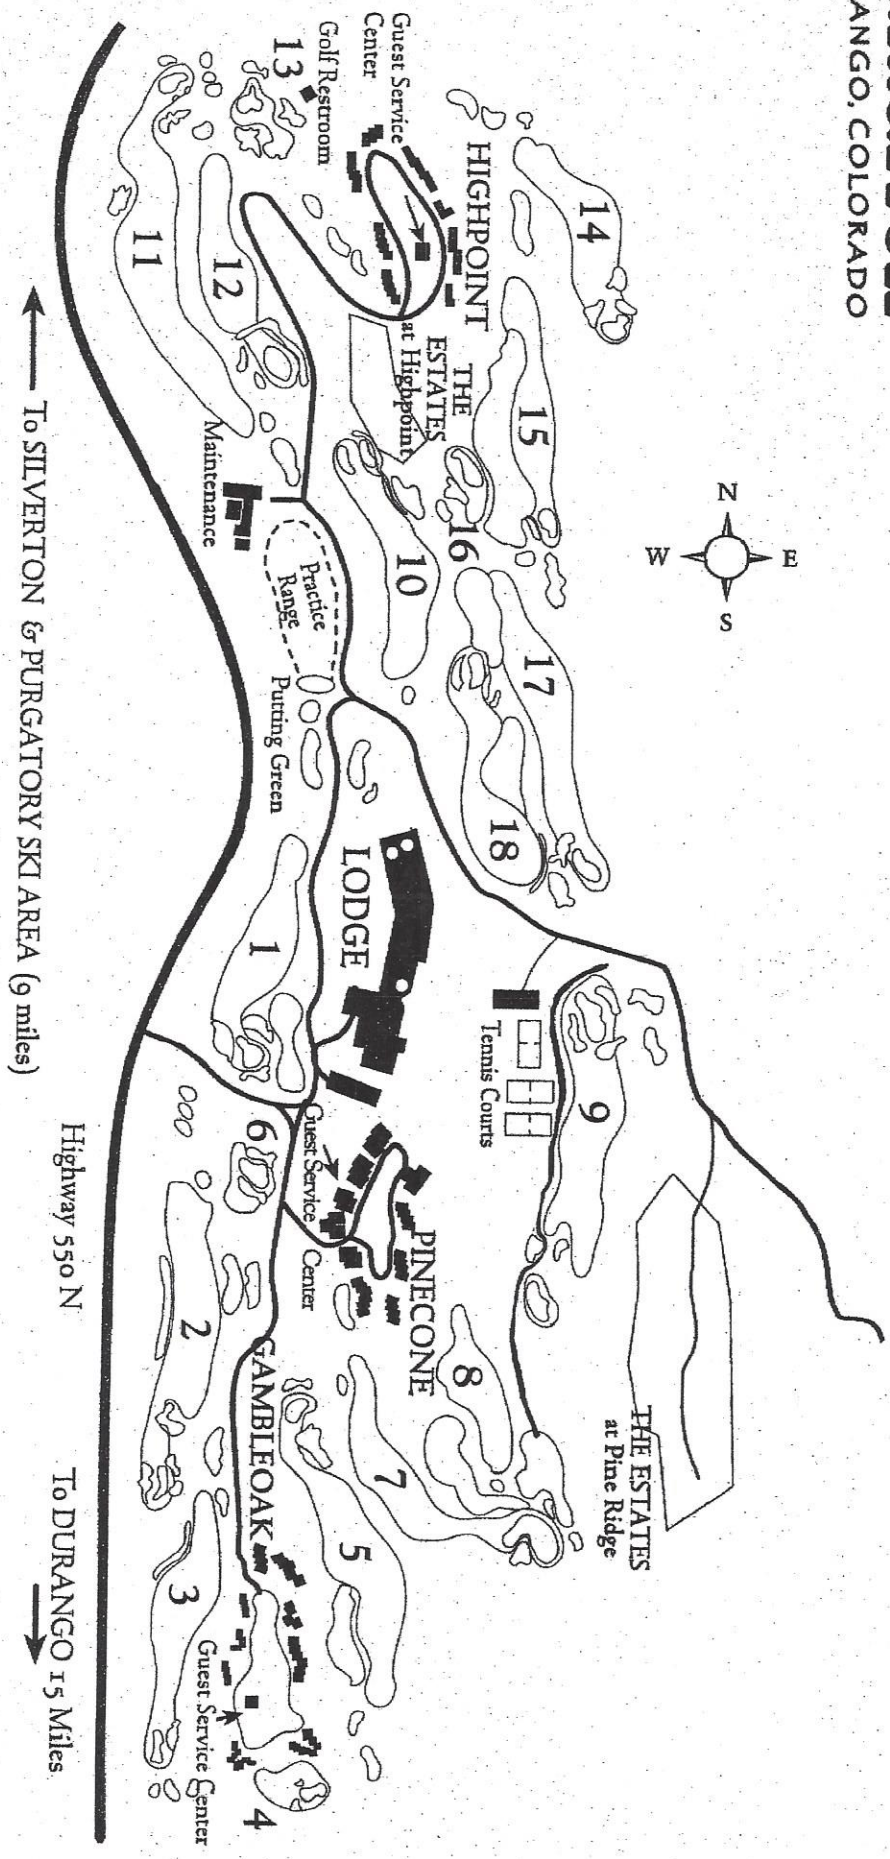 ANGO, COLORADO
Guest Service
Center
Golf Restroom
13
HIGHPOINT
14
THE
ESTATES
at Highpoint
15
16
11
12
10
Maintenance
Practice
Range
Putting Green
17
18
N
W
E
S
LODGE
1
Tennis Courts
9
Guest Service
Center
PINECONE
6
2
8
7
THE ESTATES
at Pine Ridge
GAMBLEOAK
5
3
4
Guest Service Center
To SILVERTON & PURGATORY SKI AREA (9 miles)
Highway 550 N
To DURANGO 15 Miles